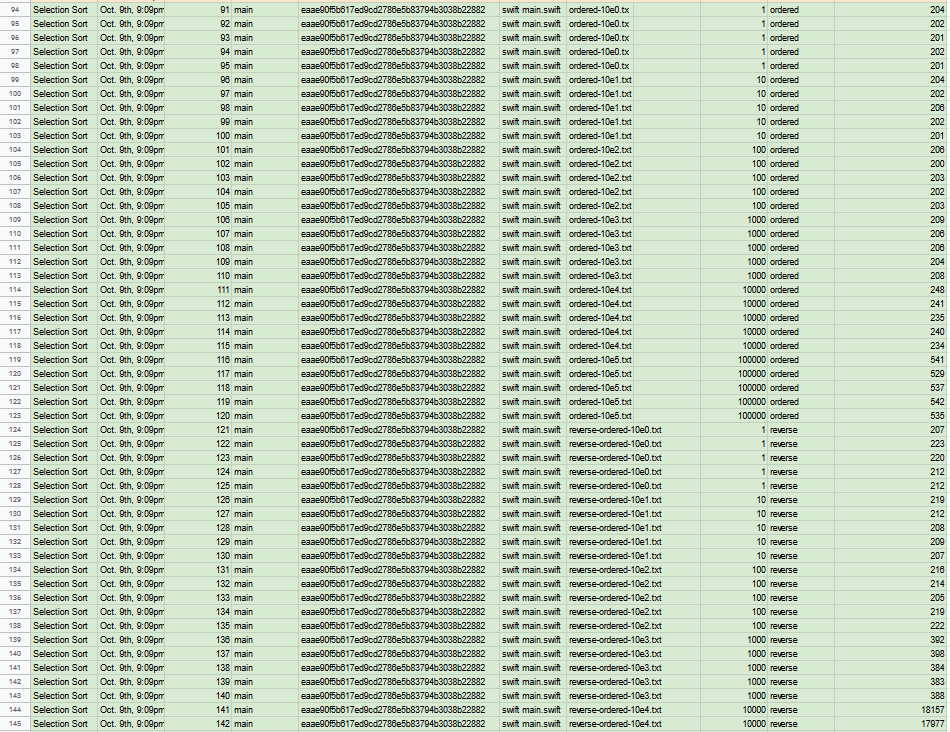 94 Selection Sort Oct. 9th, 9:09pm 91 main eaae90f5b617ed9cd2786e5b83794b3038b22882 swift main.swift ordered-10e0.tx 1 ordered 204
95 Selection Sort Oct. 9th, 9:09pm 92 main eaae90f5b617ed9cd2786e5b83794b3038b22882 swift main.swift ordered-10e0.tx 1 ordered 202
96 Selection Sort Oct. 9th, 9:09pm 93 main eaae90f5b617ed9cd2786e5b83794b3038b22882 swift main.swift ordered-10e0.tx 1 ordered 201
97 Selection Sort Oct. 9th, 9:09pm 94 main eaae90f5b617ed9cd2786e5b83794b3038b22882 swift main.swift ordered-10e0.tx 1 ordered 202
98 Selection Sort Oct. 9th, 9:09pm 95 main eaae90f5b617ed9cd2786e5b83794b3038b22882 swift main.swift ordered-10e0.tx 1 ordered 201
99 Selection Sort Oct. 9th, 9:09pm 96 main eaae90f5b617ed9cd2786e5b83794b3038b22882 swift main.swift ordered-10e1.txt 10 ordered 204
100 Selection Sort Oct. 9th, 9:09pm 97 main eaae90f5b617ed9cd2786e5b83794b3038b22882 swift main.swift ordered-10e1.txt 10 ordered 202
101 Selection Sort Oct. 9th, 9:09pm 98 main eaae90f5b617ed9cd2786e5b83794b3038b22882 swift main.swift ordered-10e1.txt 10 ordered 206
102 Selection Sort Oct. 9th, 9:09pm 99 main eaae90f5b617ed9cd2786e5b83794b3038b22882 swift main.swift ordered-10e1.txt 10 ordered 202
103 Selection Sort Oct. 9th, 9:09pm 100 main eaae90f5b617ed9cd2786e5b83794b3038b22882 swift main.swift ordered-10e1.txt 10 ordered 201
104 Selection Sort Oct. 9th, 9:09pm 101 main eaae90f5b617ed9cd2786e5b83794b3038b22882 swift main.swift ordered-10e2.txt 100 ordered 206
105 Selection Sort Oct. 9th, 9:09pm 102 main eaae90f5b617ed9cd2786e5b83794b3038b22882 swift main.swift ordered-10e2.txt 100 ordered 200
106 Selection Sort Oct. 9th, 9:09pm 103 main eaae90f5b617ed9cd2786e5b83794b3038b22882 swift main.swift ordered-10e2.txt 100 ordered 203
107 Selection Sort Oct. 9th, 9:09pm 104 main eaae90f5b617ed9cd2786e5b83794b3038b22882 swift main.swift ordered-10e2.txt 100 ordered 202
108 Selection Sort Oct. 9th, 9:09pm 105 main eaae90f5b617ed9cd2786e5b83794b3038b22882 swift main.swift ordered-10e2.txt 100 ordered 203
109 Selection Sort Oct. 9th, 9:09pm 106 main eaae90f5b617ed9cd2786e5b83794b3038b22882 swift main.swift ordered-10e3.txt 1000 ordered 209
110 Selection Sort Oct. 9th, 9:09pm 107 main eaae90f5b617ed9cd2786e5b83794b3038b22882 swift main.swift ordered-10e3.txt 1000 ordered 206
111 Selection Sort Oct. 9th, 9:09pm 108 main eaae90f5b617ed9cd2786e5b83794b3038b22882 swift main.swift ordered-10e3.txt 1000 ordered 206
112 Selection Sort Oct. 9th, 9:09pm 109 main eaae90f5b617ed9cd2786e5b83794b3038b22882 swift main.swift ordered-10e3.txt 1000 ordered 204
113 Selection Sort Oct. 9th, 9:09pm 110 main eaae90f5b617ed9cd2786e5b83794b3038b22882 swift main.swift ordered-10e3.txt 1000 ordered 208
114 Selection Sort Oct. 9th, 9:09pm 111 main eaae90f5b617ed9cd2786e5b83794b3038b22882 swift main.swift ordered-10e4.txt 10000 ordered 248
115 Selection Sort Oct. 9th, 9:09pm 112 main eaae90f5b617ed9cd2786e5b83794b3038b22882 swift main.swift ordered-10e4.txt 10000 ordered 241
116 Selection Sort Oct. 9th, 9:09pm 113 main eaae90f5b617ed9cd2786e5b83794b3038b22882 swift main.swift ordered-10e4.txt 10000 ordered 235
117 Selection Sort Oct. 9th, 9:09pm 114 main eaae90f5b617ed9cd2786e5b83794b3038b22882 swift main.swift ordered-10e4.txt 10000 ordered 240
118 Selection Sort Oct. 9th, 9:09pm 115 main eaae90f5b617ed9cd2786e5b83794b3038b22882 swift main.swift ordered-10e4.txt 10000 ordered 234
119 Selection Sort Oct. 9th, 9:09pm 116 main eaae90f5b617ed9cd2786e5b83794b3038b22882 swift main.swift ordered-10e5.txt 100000 ordered 541
120 Selection Sort Oct. 9th, 9:09pm 117 main eaae90f5b617ed9cd2786e5b83794b3038b22882 swift main.swift ordered-10e5.txt 100000 ordered 529
121 Selection Sort Oct. 9th, 9:09pm 118 main eaae90f5b617ed9cd2786e5b83794b3038b22882 swift main.swift ordered-10e5.txt 100000 ordered 537
122 Selection Sort Oct. 9th, 9:09pm 119 main eaae90f5b617ed9cd2786e5b83794b3038b22882 swift main.swift ordered-10e5.txt 100000 ordered 542
123 Selection Sort Oct. 9th, 9:09pm 120 main eaae90f5b617ed9cd2786e5b83794b3038b22882 swift main.swift ordered-10e5.txt 100000 ordered 535
124 Selection Sort Oct. 9th, 9:09pm 121 main eaae90f5b617ed9cd2786e5b83794b3038b22882 swift main.swift reverse-ordered-10e0.txt 1 reverse 207
125 Selection Sort Oct. 9th, 9:09pm 122 main eaae90f5b617ed9cd2786e5b83794b3038b22882 swift main.swift reverse-ordered-10e0.txt 1 reverse 223
126 Selection Sort Oct. 9th, 9:09pm 123 main eaae90f5b617ed9cd2786e5b83794b3038b22882 swift main.swift reverse-ordered-10e0.txt 1 reverse 220
127 Selection Sort Oct. 9th, 9:09pm 124 main eaae90f5b617ed9cd2786e5b83794b3038b22882 swift main.swift reverse-ordered-10e0.txt 1 reverse 212
128 Selection Sort Oct. 9th, 9:09pm 125 main eaae90f5b617ed9cd2786e5b83794b3038b22882 swift main.swift reverse-ordered-10e0.txt 1 reverse 212
129 Selection Sort Oct. 9th, 9:09pm 126 main eaae90f5b617ed9cd2786e5b83794b3038b22882 swift main.swift reverse-ordered-10e1.txt 10 reverse 219
130 Selection Sort Oct. 9th, 9:09pm 127 main eaae90f5b617ed9cd2786e5b83794b3038b22882 swift main.swift reverse-ordered-10e1.txt 10 reverse 212
131 Selection Sort Oct. 9th, 9:09pm 128 main eaae90f5b617ed9cd2786e5b83794b3038b22882 swift main.swift reverse-ordered-10e1.txt 10 reverse 208
132 Selection Sort Oct. 9th, 9:09pm 129 main eaae90f5b617ed9cd2786e5b83794b3038b22882 swift main.swift reverse-ordered-10e1.txt 10 reverse 209
133 Selection Sort Oct. 9th, 9:09pm 130 main eaae90f5b617ed9cd2786e5b83794b3038b22882 swift main.swift reverse-ordered-10e1.txt 10 reverse 207
134 Selection Sort Oct. 9th, 9:09pm 131 main eaae90f5b617ed9cd2786e5b83794b3038b22882 swift main.swift reverse-ordered-10e2.txt 100 reverse 216
135 Selection Sort Oct. 9th, 9:09pm 132 main eaae90f5b617ed9cd2786e5b83794b3038b22882 swift main.swift reverse-ordered-10e2.txt 100 reverse 214
136 Selection Sort Oct. 9th, 9:09pm 133 main eaae90f5b617ed9cd2786e5b83794b3038b22882 swift main.swift reverse-ordered-10e2.txt 100 reverse 205
137 Selection Sort Oct. 9th, 9:09pm 134 main eaae90f5b617ed9cd2786e5b83794b3038b22882 swift main.swift reverse-ordered-10e2.txt 100 reverse 219
138 Selection Sort Oct. 9th, 9:09pm 135 main eaae90f5b617ed9cd2786e5b83794b3038b22882 swift main.swift reverse-ordered-10e2.txt 100 reverse 222
139 Selection Sort Oct. 9th, 9:09pm 136 main eaae90f5b617ed9cd2786e5b83794b3038b22882 swift main.swift reverse-ordered-10e3.txt 1000 reverse 392
140 Selection Sort Oct. 9th, 9:09pm 137 main eaae90f5b617ed9cd2786e5b83794b3038b22882 swift main.swift reverse-ordered-10e3.txt 1000 reverse 398
141 Selection Sort Oct. 9th, 9:09pm 138 main eaae90f5b617ed9cd2786e5b83794b3038b22882 swift main.swift reverse-ordered-10e3.txt 1000 reverse 384
142 Selection Sort Oct. 9th, 9:09pm 139 main eaae90f5b617ed9cd2786e5b83794b3038b22882 swift main.swift reverse-ordered-10e3.txt 1000 reverse 383
143 Selection Sort Oct. 9th, 9:09pm 140 main eaae90f5b617ed9cd2786e5b83794b3038b22882 swift main.swift reverse-ordered-10e3.txt 1000 reverse 388
144 Selection Sort Oct. 9th, 9:09pm 141 main eaae90f5b617ed9cd2786e5b83794b3038b22882 swift main.swift reverse-ordered-10e4.txt 10000 reverse 18157
145 Selection Sort Oct. 9th, 9:09pm 142 main eaae90f5b617ed9cd2786e5b83794b3038b22882 swift main.swift reverse-ordered-10e4.txt 10000 reverse 17977